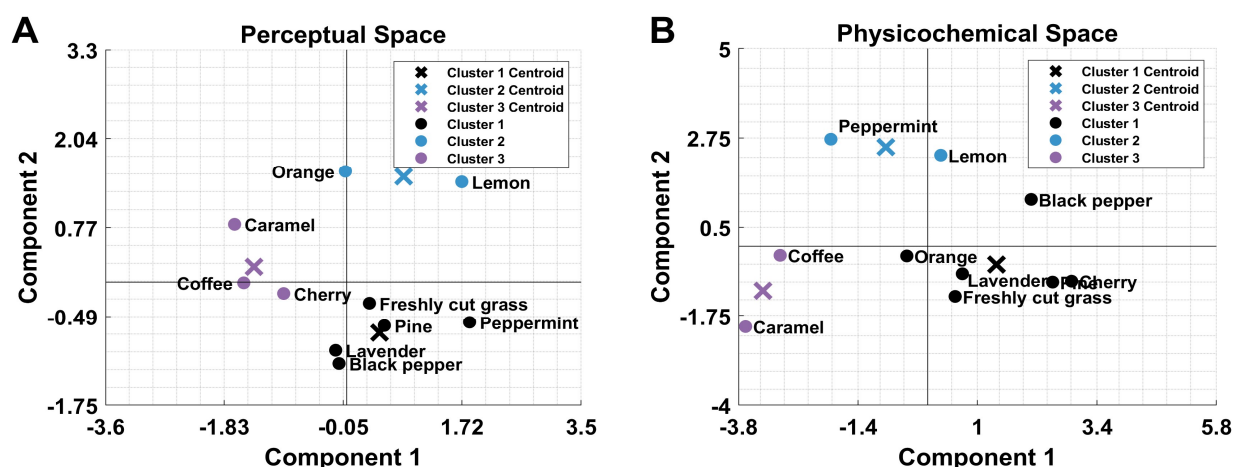 A
Perceptual Space
3.3
2.04
0.77
-0.49
-1.75
Component 2
Cluster 1 Centroid
Cluster 2 Centroid
Cluster 3 Centroid
Cluster 1
Cluster 2
Cluster 3
Orange
Lemon
Caramel
Coffee
Cherry
Freshly cut grass
Pine
Peppermint
Lavender
Black pepper
-3.6
-1.83
-0.05
1.72
3.5
Component 1
B
Physicochemical Space
5
2.75
0.5
-1.75
-4
Component 2
Cluster 1 Centroid
Cluster 2 Centroid
Cluster 3 Centroid
Cluster 1
Cluster 2
Cluster 3
Peppermint
Lemon
Black pepper
Coffee
Orange
Lavender
Pine
Cherry
Freshly cut grass
Caramel
-3.8
-1.4
1
3.4
5.8
Component 1